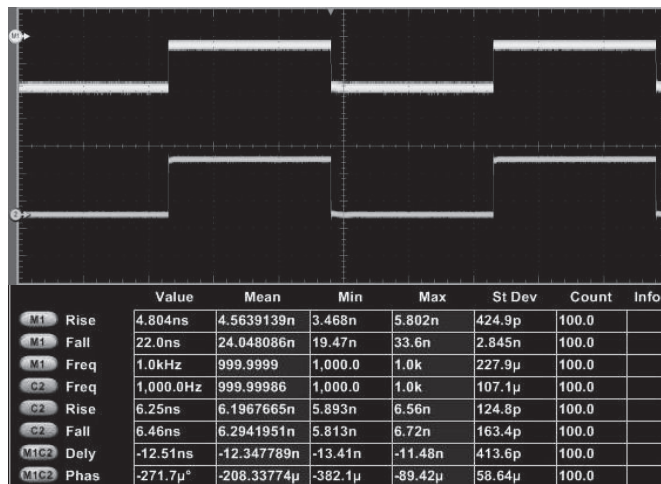 M1
2
Value Mean Min Max St Dev Count Info
M1 Rise 4.804ns 4.5639139n 3.468n 5.802n 424.9p 100.0
M1 Fall 22.0ns 24.048086n 19.47n 33.6n 2.845n 100.0
M1 Freq 1.0kHz 999.9999 1,000.0 1.0k 227.9µ 100.0
C2 Freq 1,000.0Hz 999.99986 1,000.0 1.0k 107.1µ 100.0
C2 Rise 6.25ns 6.1967665n 5.893n 6.56n 124.8p 100.0
C2 Fall 6.46ns 6.2941951n 5.813n 6.72n 163.4p 100.0
M1C2 Dely -12.51ns -12.347789n -13.41n -11.48n 413.6p 100.0
M1C2 Phas -271.7µ° -208.33774µ -382.1µ -89.42µ 58.64µ 100.0